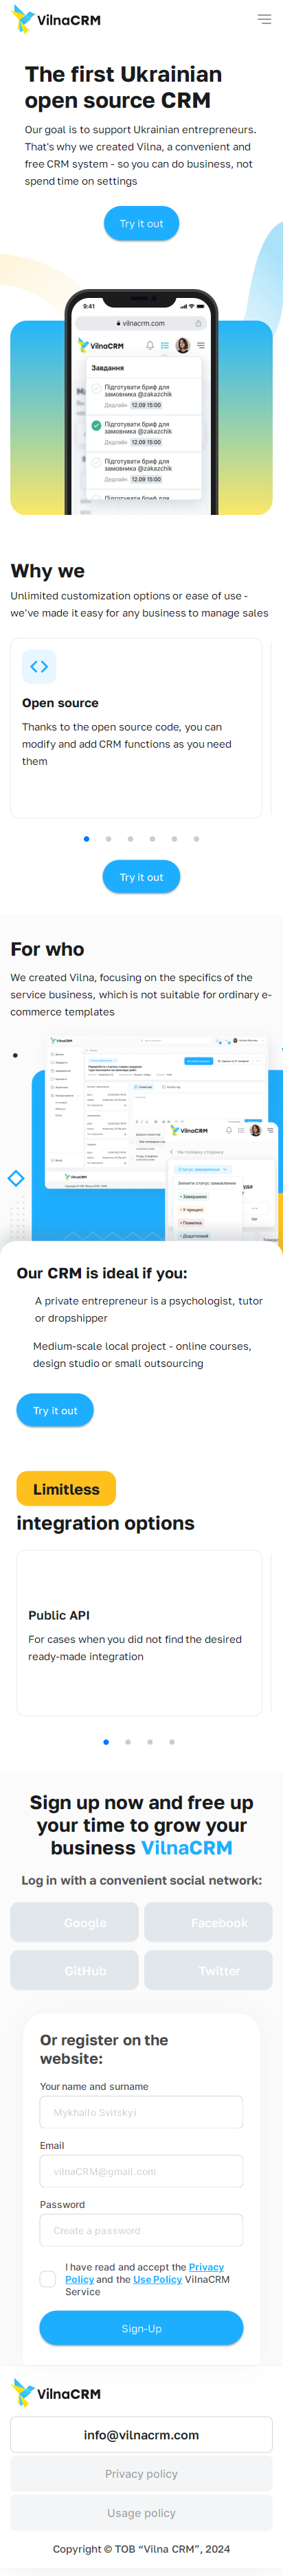 VilnaCRM
The first Ukrainian
open source CRM
Our goal is to support Ukrainian entrepreneurs.
That's why we created Vilna, a convenient and
free CRM system - so you can do business, not
spend time on settings
Try it out
9:41
vilnacrm.com
VilnaCRM
Завдання
Підготувати бриф для
замовника @zakazchik
Дедлайн 12.09 15:00
Підготувати бриф для
замовника @zakazchik
Дедлайн 12.09 15:00
Підготувати бриф для
замовника @zakazchik
Дедлайн 12.09 15:00
Підготувати бриф для
замовника @zakazchik
Why we
Unlimited customization options or ease of use -
we've made it easy for any business to manage sales
Open source
Thanks to the open source code, you can
modify and add CRM functions as you need
them
Try it out
For who
We created Vilna, focusing on the specifics of the
service business, which is not suitable for ordinary e-
commerce templates
VilnaCRM
VilnaCRM
На головну сторінку
Статус замовлення
Змінити статус замовлення
Завершено
У процесі
Помилка
Додатковий
VilnaCRM
Our CRM is ideal if you:
A private entrepreneur is a psychologist, tutor
or dropshipper
Medium-scale local project - online courses,
design studio or small outsourcing
Try it out
Limitless
integration options
Public API
For cases when you did not find the desired
ready-made integration
Sign up now and free up
your time to grow your
business VilnaCRM
Log in with a convenient social network:
Google
Facebook
GitHub
Twitter
Or register on the
website:
Your name and surname
Mykhailo Svitskyi
Email
vilnaCRM@gmail.com
Password
Create a password
I have read and accept the Privacy
Policy and the Use Policy VilnaCRM
Service
Sign-Up
VilnaCRM
info@vilnacrm.com
Privacy policy
Usage policy
Copyright © ТОВ “Vilna CRM”, 2024